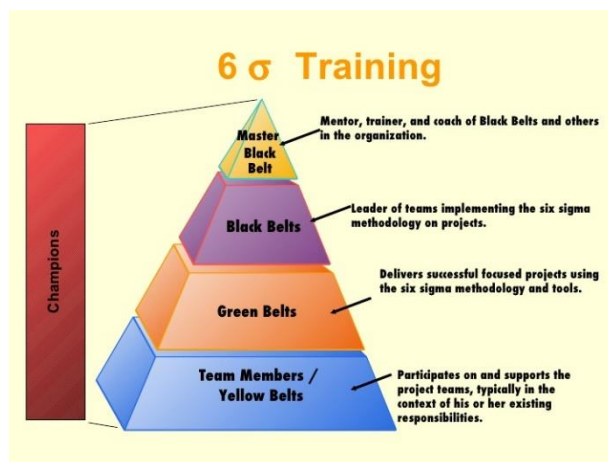 6 σ Training
Master
Black
Belt
Mentor, trainer, and coach of Black Belts and others
in the organization.
Black Belts
Leader of teams implementing the six sigma
methodology on projects.
Champions
Green Belts
Delivers successful focused projects using
the six sigma methodology and tools.
Team Members /
Yellow Belts
Participates on and supports the
project teams, typically in the
context of his or her existing
responsibilities.